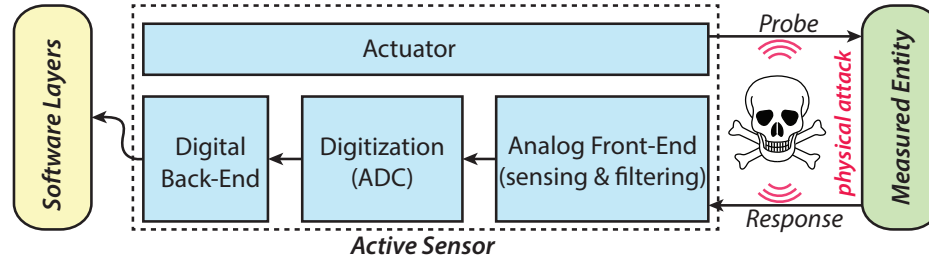 Software Layers
Actuator
Probe
physical attack
Measured Entity
Digital
Back-End
Digitization
(ADC)
Analog Front-End
(sensing & filtering)
Response
Active Sensor